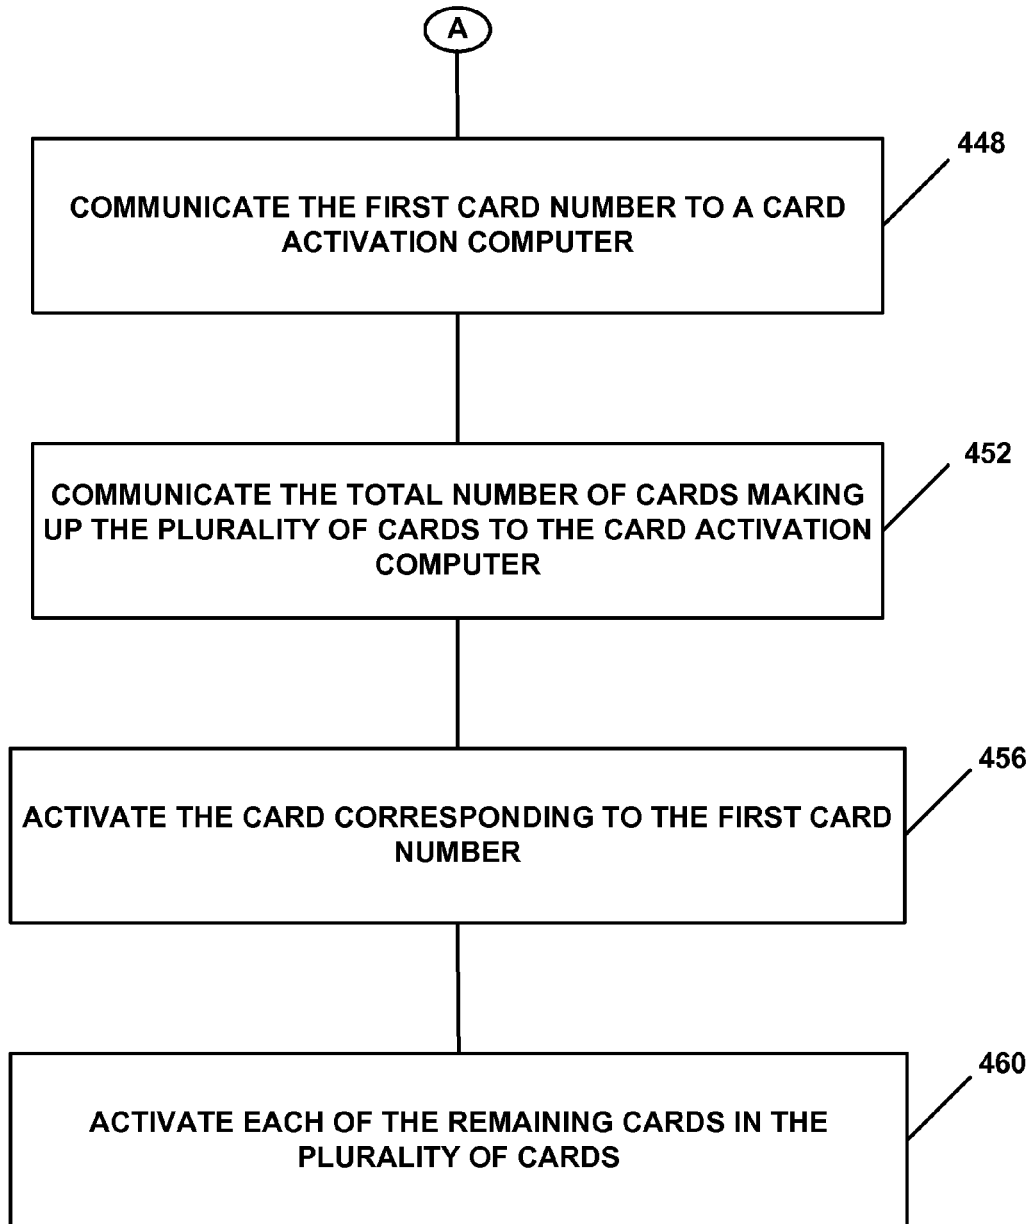 A
448
COMMUNICATE THE FIRST CARD NUMBER TO A CARD
ACTIVATION COMPUTER
452
COMMUNICATE THE TOTAL NUMBER OF CARDS MAKING
UP THE PLURALITY OF CARDS TO THE CARD ACTIVATION
COMPUTER
456
ACTIVATE THE CARD CORRESPONDING TO THE FIRST CARD
NUMBER
460
ACTIVATE EACH OF THE REMAINING CARDS IN THE
PLURALITY OF CARDS